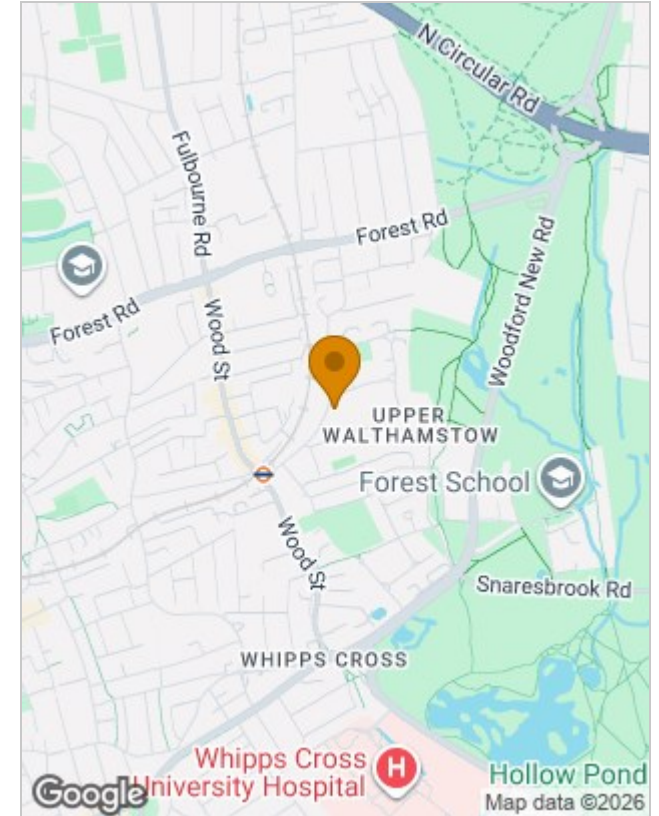 N Circular Rd
Fulbourne Rd
Forest Rd
Woodford New Rd
Forest Rd
Wood St
UPPER
WALTHAMSTOW
Forest School
Wood St
Snaresbrook Rd
WHIPPS CROSS
Whipps Cross
University Hospital
H
Hollow Pond
Google
Map data ©2026